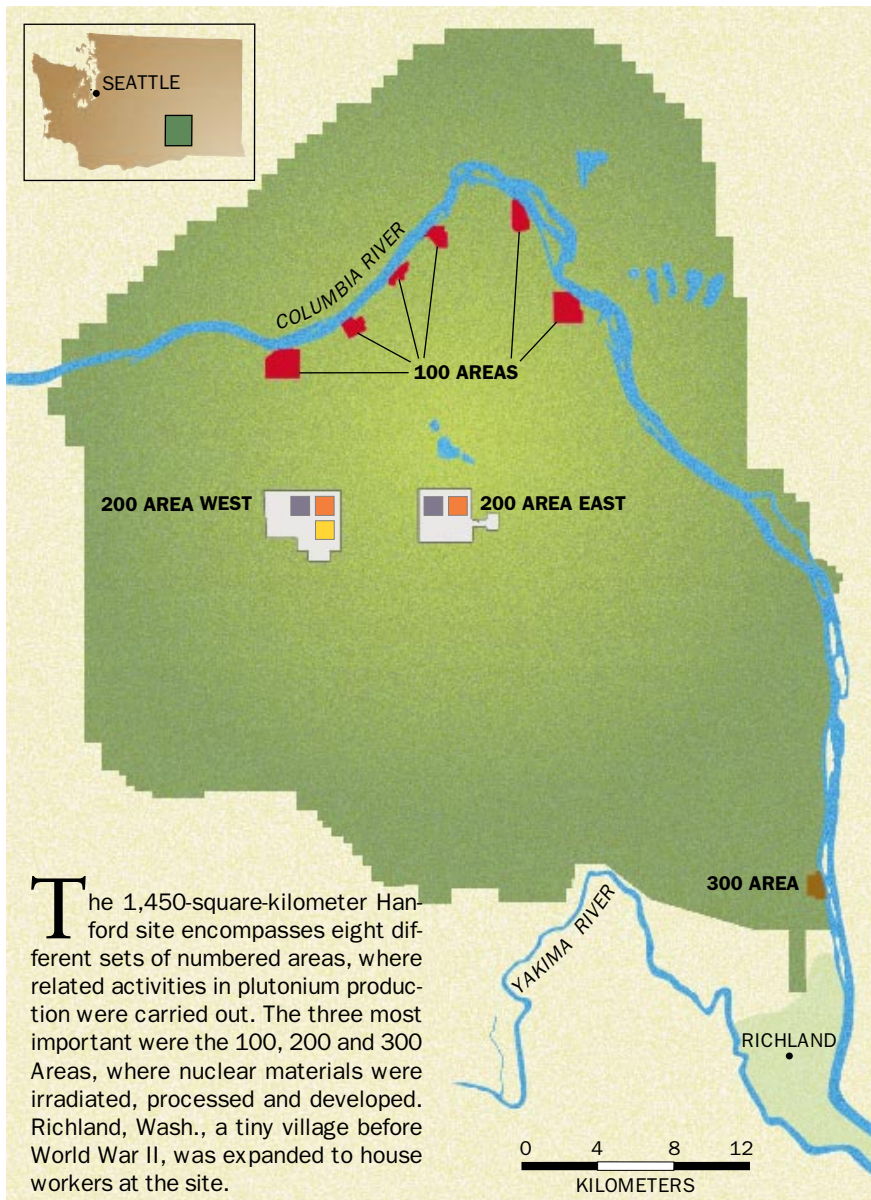 SEATTLE
COLUMBIA RIVER
100 AREAS
200 AREA WEST
200 AREA EAST
300 AREA
YAKIMA RIVER
RICHLAND
The 1,450-square-kilometer Han-
ford site encompasses eight dif-
ferent sets of numbered areas, where
related activities in plutonium produc-
tion were carried out. The three most
important were the 100, 200 and 300
Areas, where nuclear materials were
irradiated, processed and developed.
Richland, Wash., a tiny village before
World War II, was expanded to house
workers at the site.
0 4 8 12
KILOMETERS